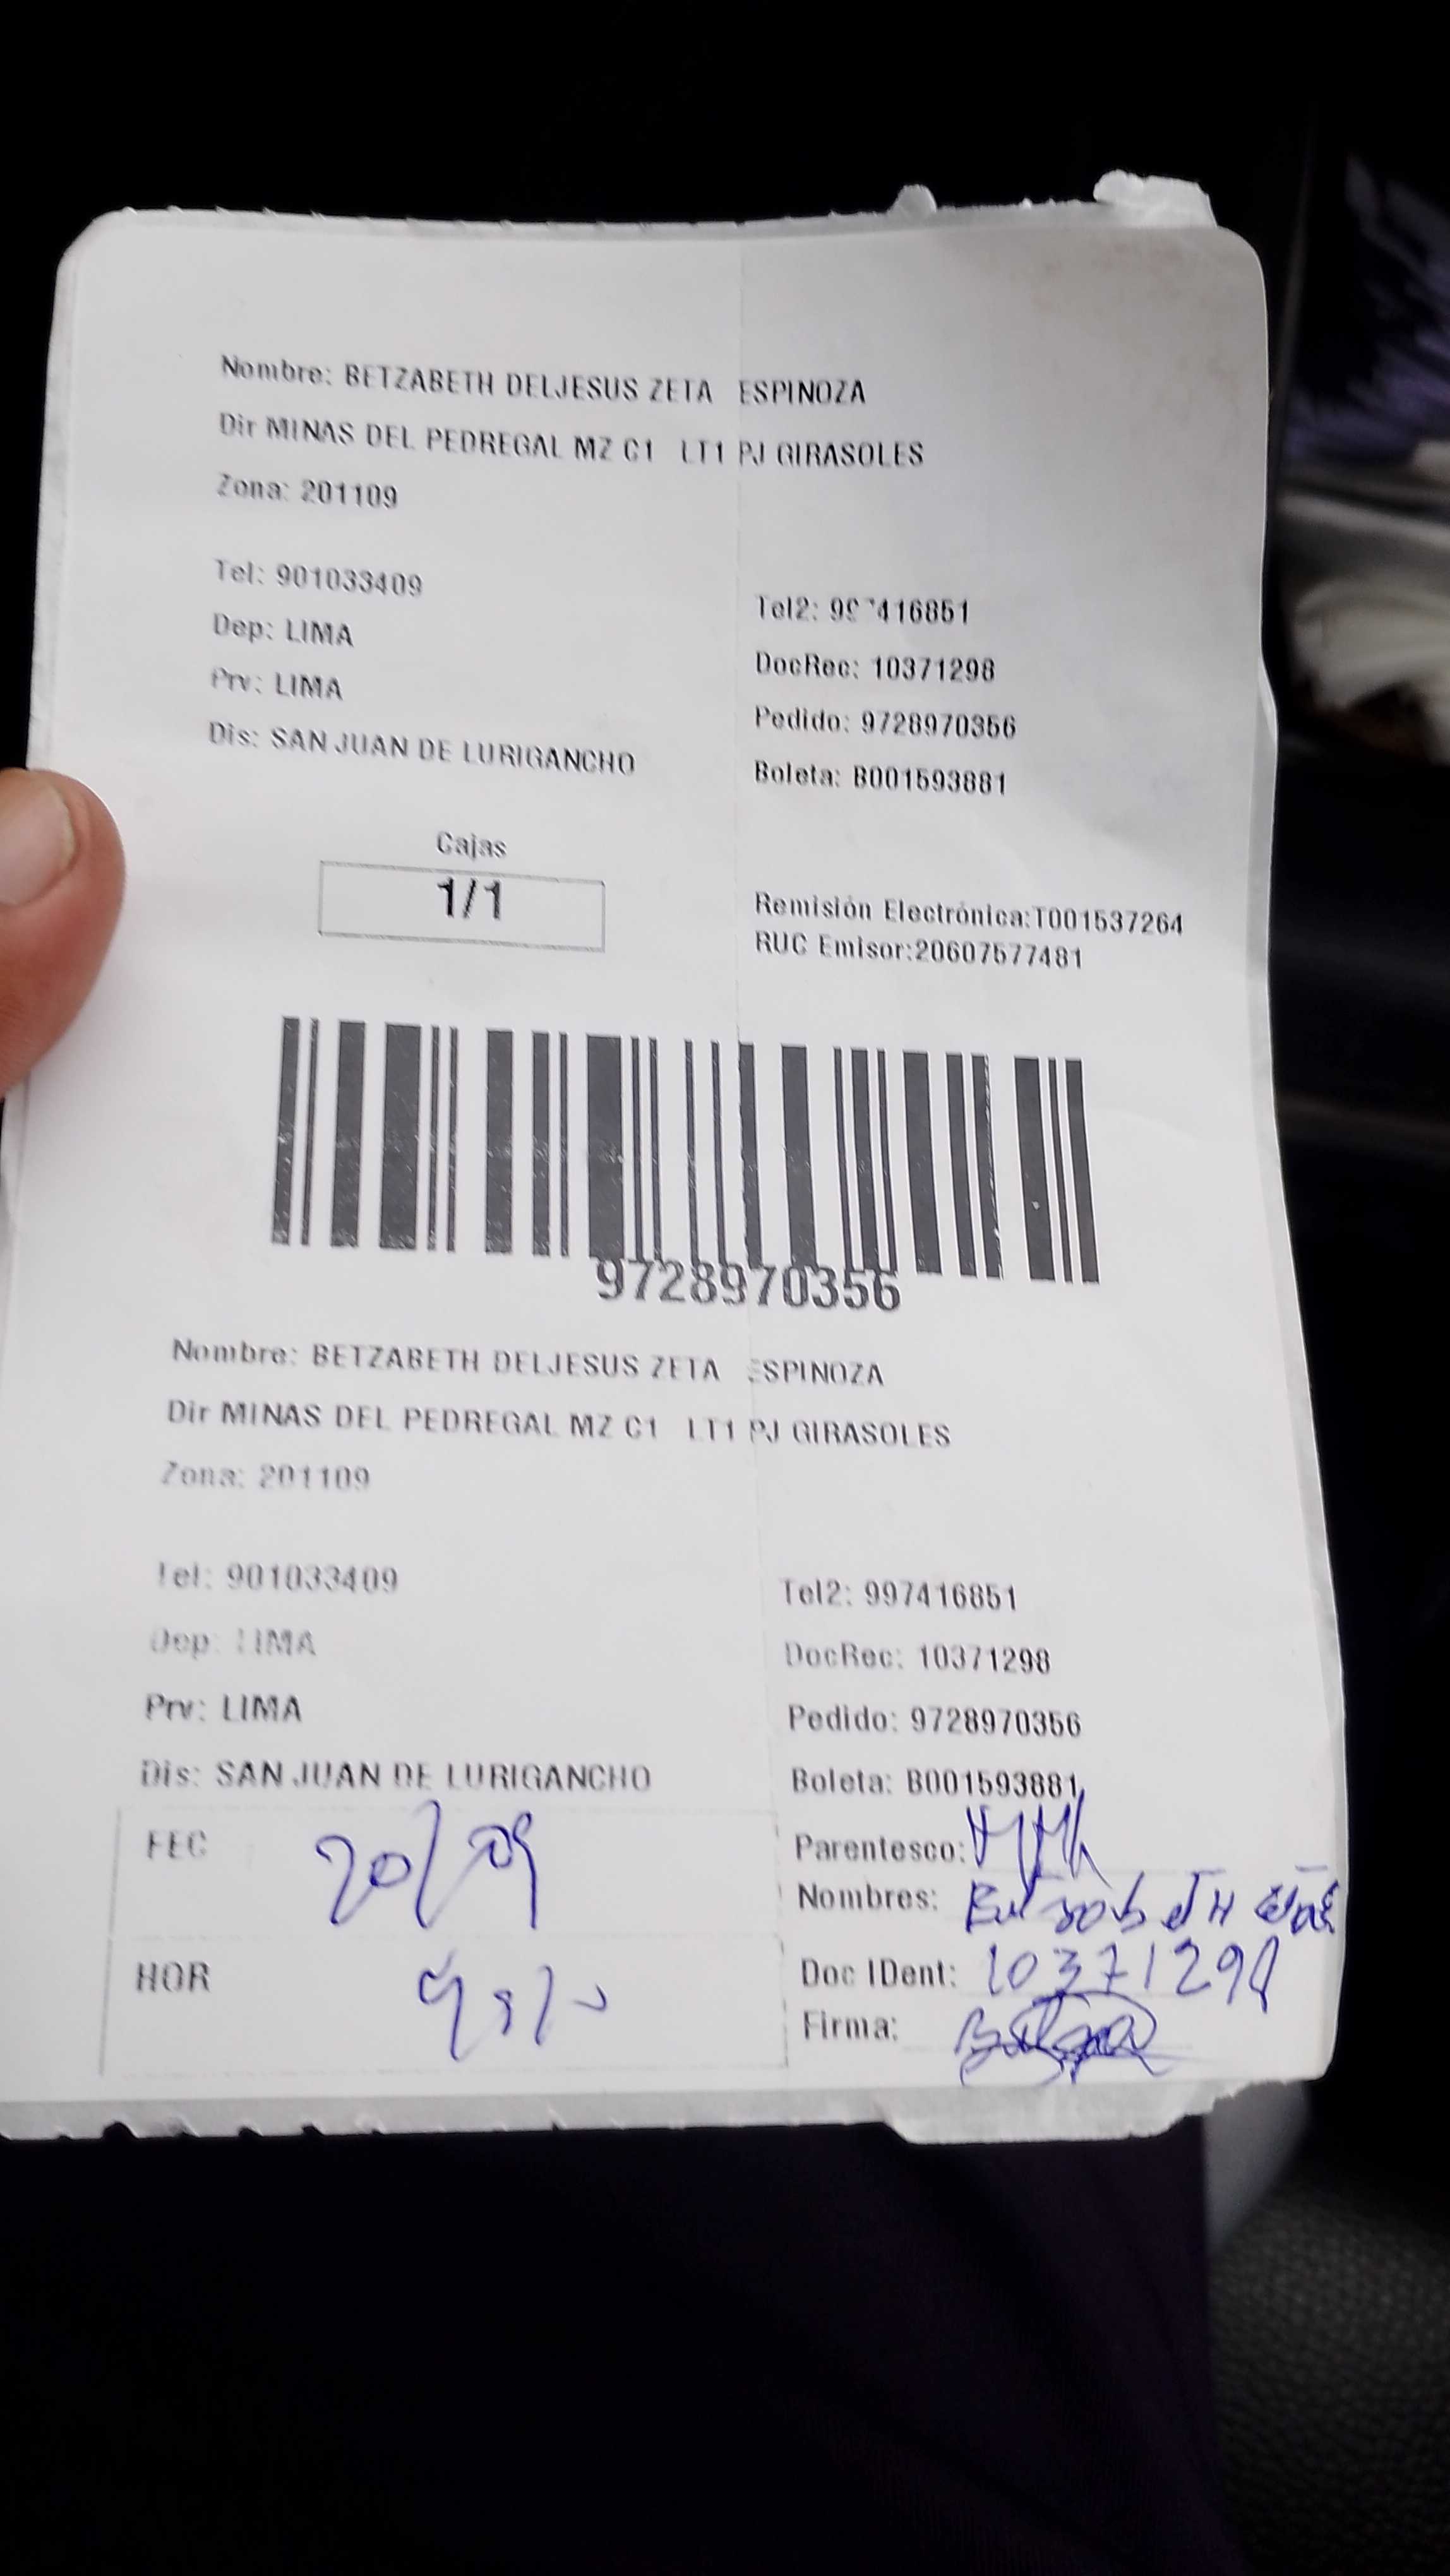 Nombre: BETZABETH DELJESUS ZETA ESPINOZA
Dir MINAS DEL PEDREGAL MZ C1 LT1 PJ GIRASOLES
Zona: 201109
Tel: 901033409
Tel2: 997416851
Dep: LIMA
DocRec: 10371298
Prv: LIMA
Pedido: 9728970356
Dis: SAN JUAN DE LURIGANCHO
Boleta: B001593881
Cajas
1/1
Remisión Electrónica:T001537264
RUC Emisor:20607577481
9728970356
Nombre: BETZABETH DELJESUS ZETA ESPINOZA
Dir MINAS DEL PEDREGAL MZ C1 LT1 PJ GIRASOLES
Zona: 201109
Tel: 901033409
Tel2: 997416851
Dep: LIMA
DocRec: 10371298
Prv: LIMA
Pedido: 9728970356
Dis: SAN JUAN DE LURIGANCHO
Boleta: B001593881
FEC 20/09
Parentesco:
Nombres:
HOR
Doc IDent: 10371298
Firma: